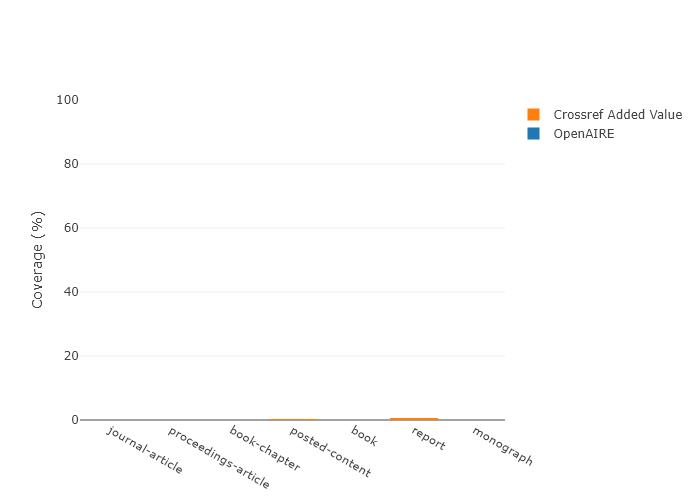 100
80
60
40
20
0
Coverage (%)
journal-article
proceedings-article
book-chapter
posted-content
book
report
monograph
Crossref Added Value
OpenAIRE